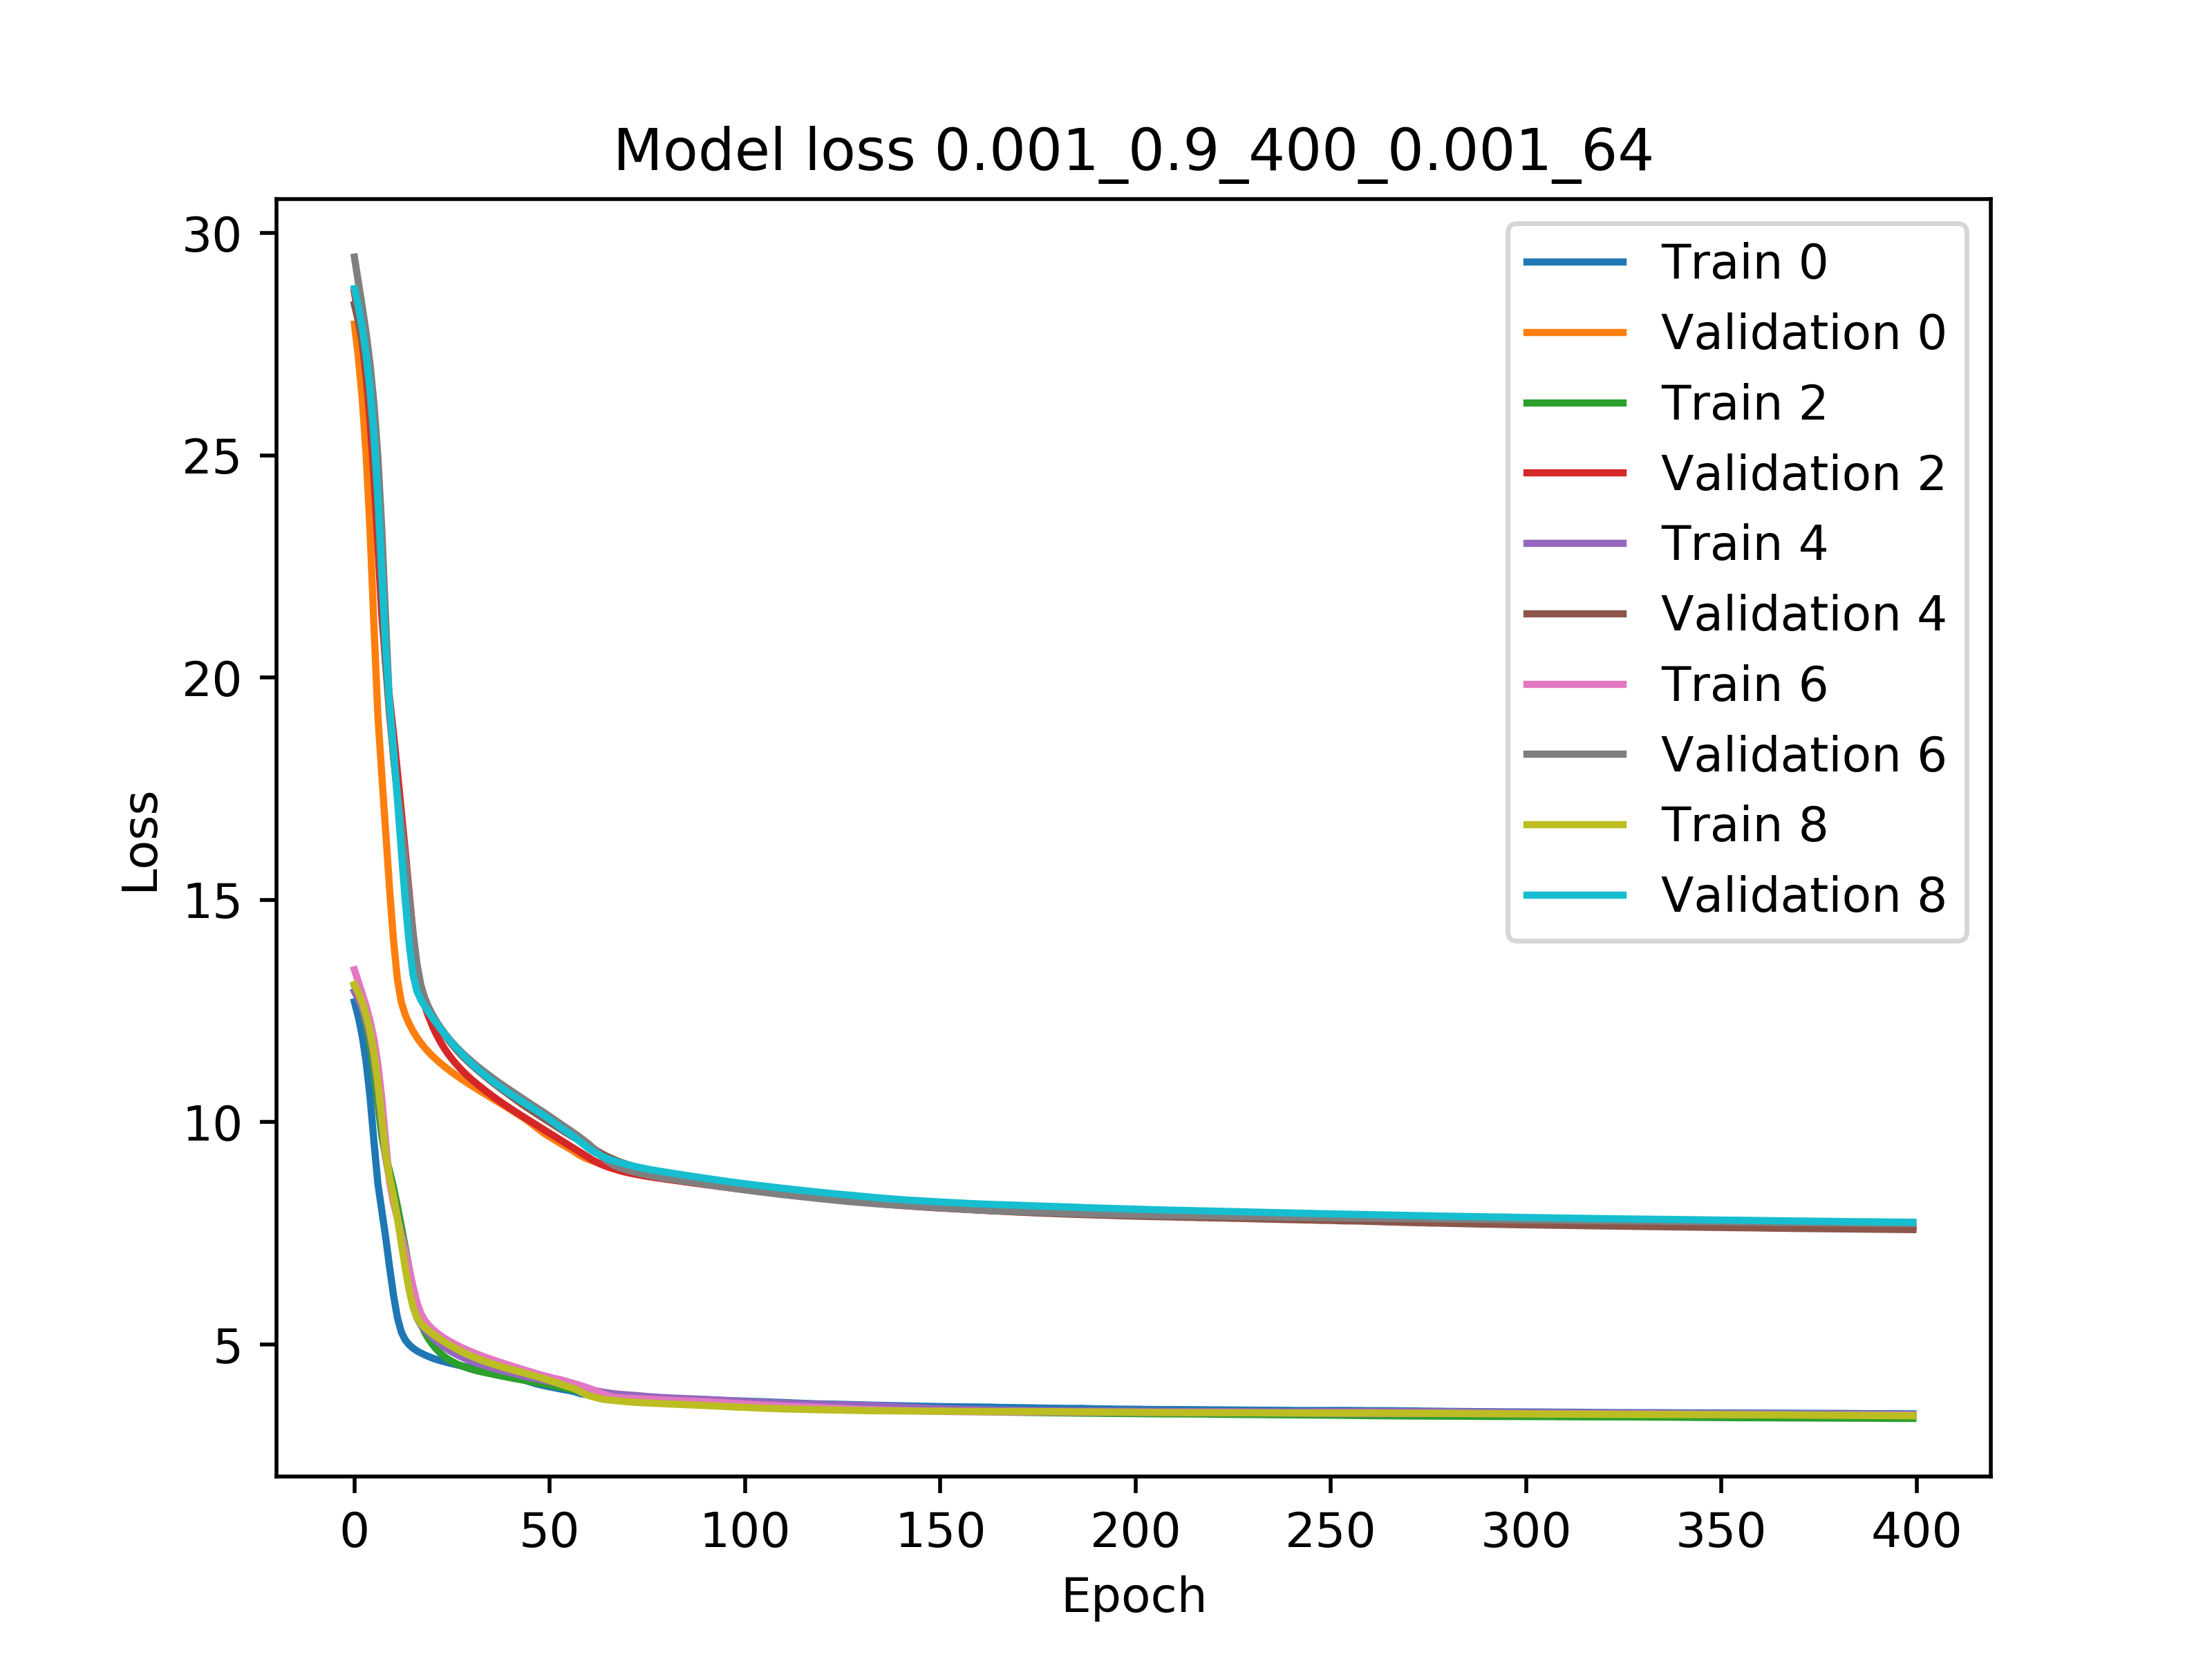 Model loss 0.001_0.9_400_0.001_64
30
25
20
15
10
5
Loss
Train 0
Validation 0
Train 2
Validation 2
Train 4
Validation 4
Train 6
Validation 6
Train 8
Validation 8
0 50 100 150 200 250 300 350 400
Epoch